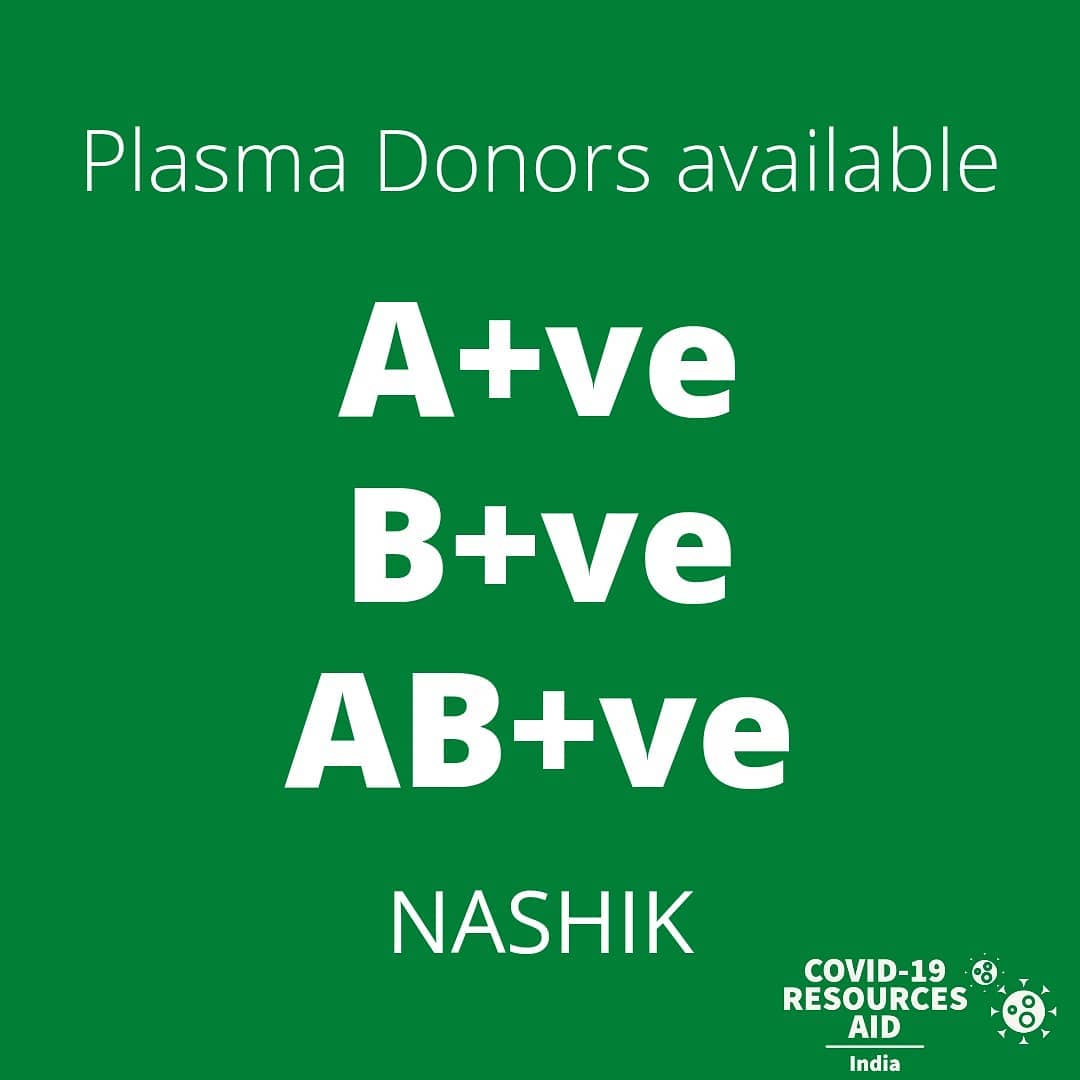 Plasma Donors available
A+ve
B+ve
AB+ve
NASHIK
COVID-19
RESOURCES
AID
India